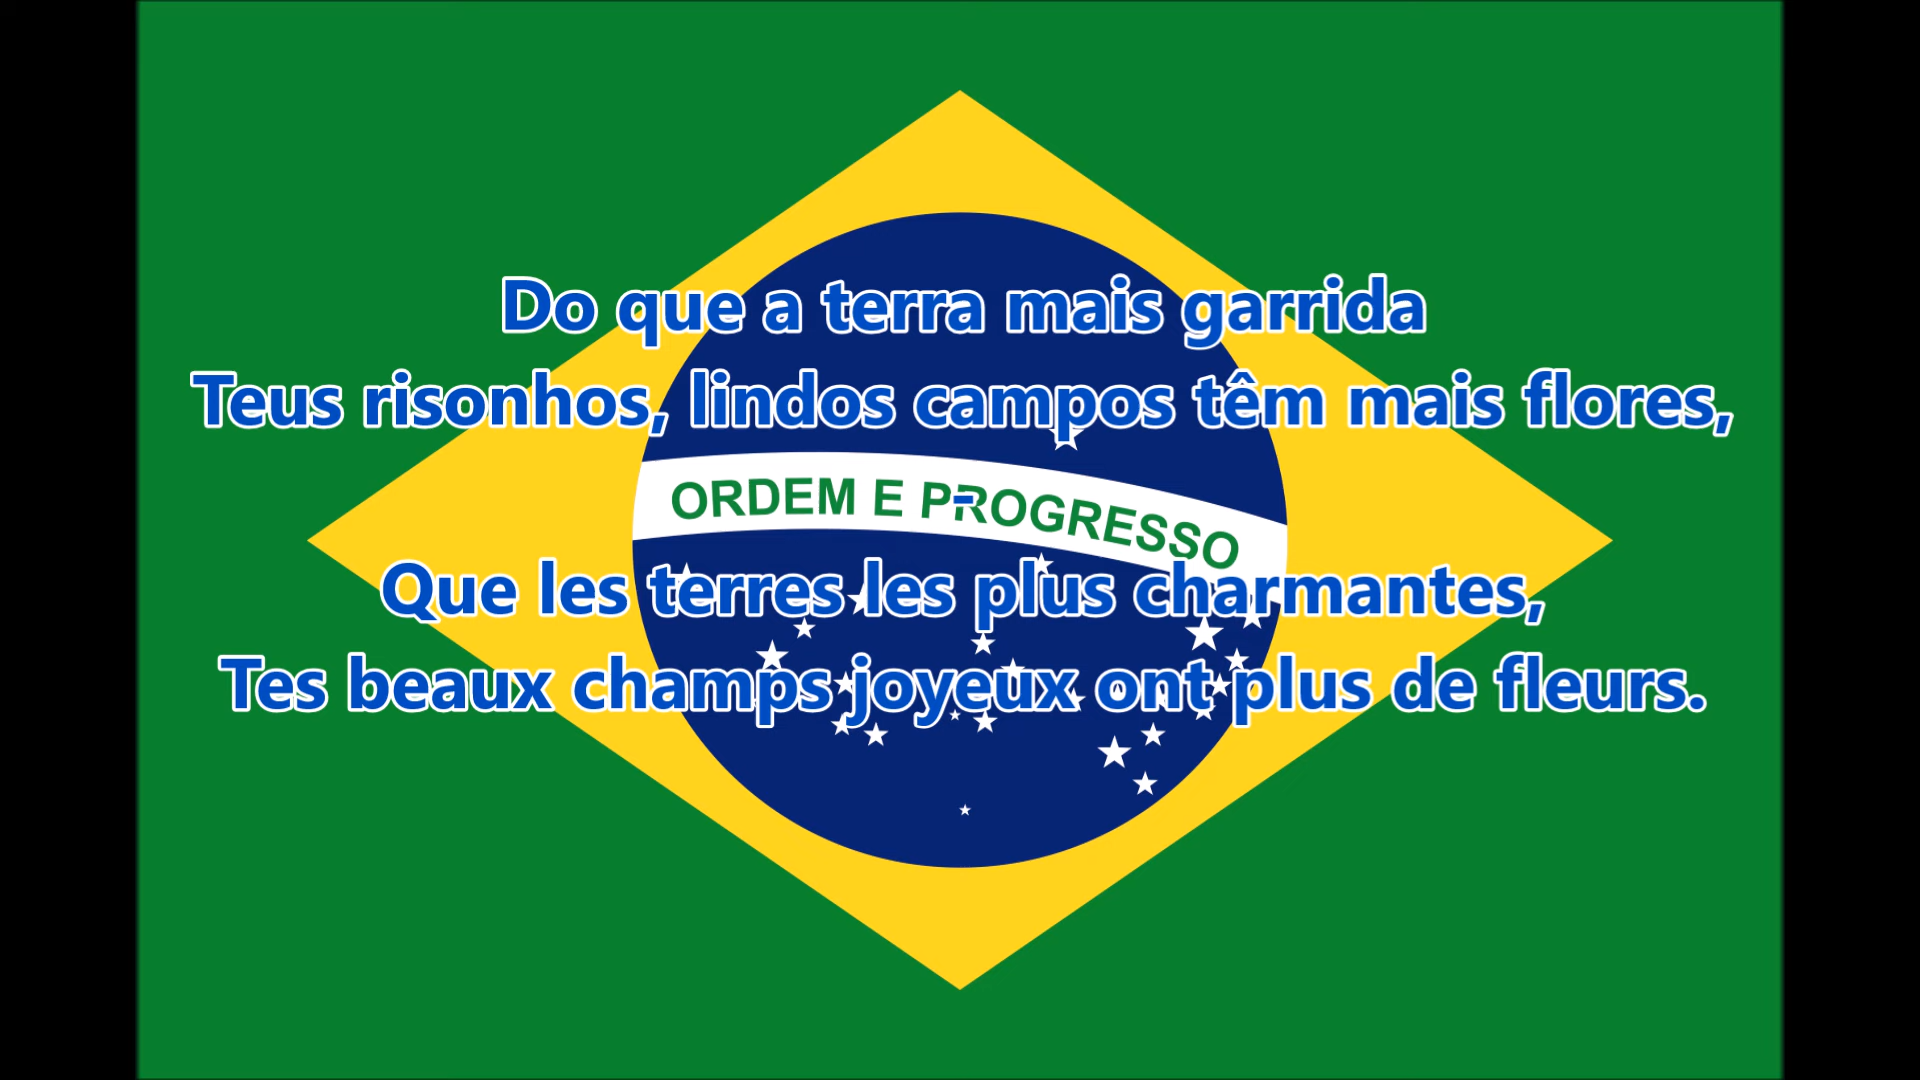 Do que a terra mais garrida
Teus risonhos, lindos campos têm mais flores,
ORDEM E PROGRESSO
-
Que les terres les plus charmantes,
Tes beaux champs joyeux ont plus de fleurs.